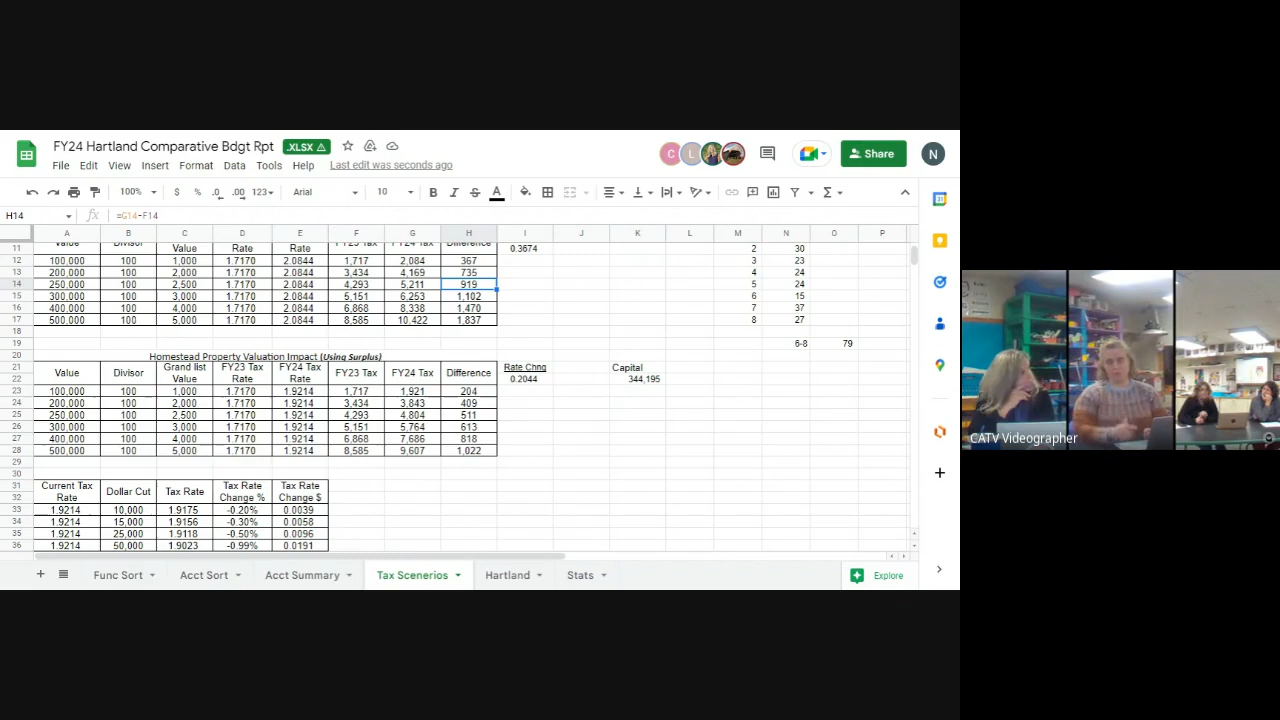 FY24 Hartland Comparative Bdgt Rpt .XLSX
File Edit View Insert Format Data Tools Help Last edit was seconds ago
Share N
C L
100% $ % .0 .00 123 Arial 10 B I S A
H14 fx =G14-F14
A B C D E F G H I J K L M N O P
11 Value Divisor Value Rate Rate FY23 Tax FY24 Tax Difference 0.3674 2 30
12 100,000 100 1,000 1.7170 2.0844 1,717 2,084 367 3 23
13 200,000 100 2,000 1.7170 2.0844 3,434 4,169 735 4 24
14 250,000 100 2,500 1.7170 2.0844 4,293 5,211 919 5 24
15 300,000 100 3,000 1.7170 2.0844 5,151 6,253 1,102 6 15
16 400,000 100 4,000 1.7170 2.0844 6,868 8,338 1,470 7 37
17 500,000 100 5,000 1.7170 2.0844 8,585 10,422 1,837 8 27
18
19 6-8 79
20 Homestead Property Valuation Impact (Using Surplus)
21 Value Divisor Grand list Value FY23 Tax Rate FY24 Tax Rate FY23 Tax FY24 Tax Difference Rate Chng Capital
22 0.2044 344,195
23 100,000 100 1,000 1.7170 1.9214 1,717 1,921 204
24 200,000 100 2,000 1.7170 1.9214 3,434 3,843 409
25 250,000 100 2,500 1.7170 1.9214 4,293 4,804 511
26 300,000 100 3,000 1.7170 1.9214 5,151 5,764 613
27 400,000 100 4,000 1.7170 1.9214 6,868 7,686 818
28 500,000 100 5,000 1.7170 1.9214 8,585 9,607 1,022
29
30
31 Current Tax Rate Dollar Cut Tax Rate Tax Rate Change % Tax Rate Change $
32
33 1.9214 10,000 1.9175 -0.20% 0.0039
34 1.9214 15,000 1.9156 -0.30% 0.0058
35 1.9214 25,000 1.9118 -0.50% 0.0096
36 1.9214 50,000 1.9023 -0.99% 0.0191
Func Sort Acct Sort Acct Summary Tax Scenerios Hartland Stats Explore
CATV Videographer